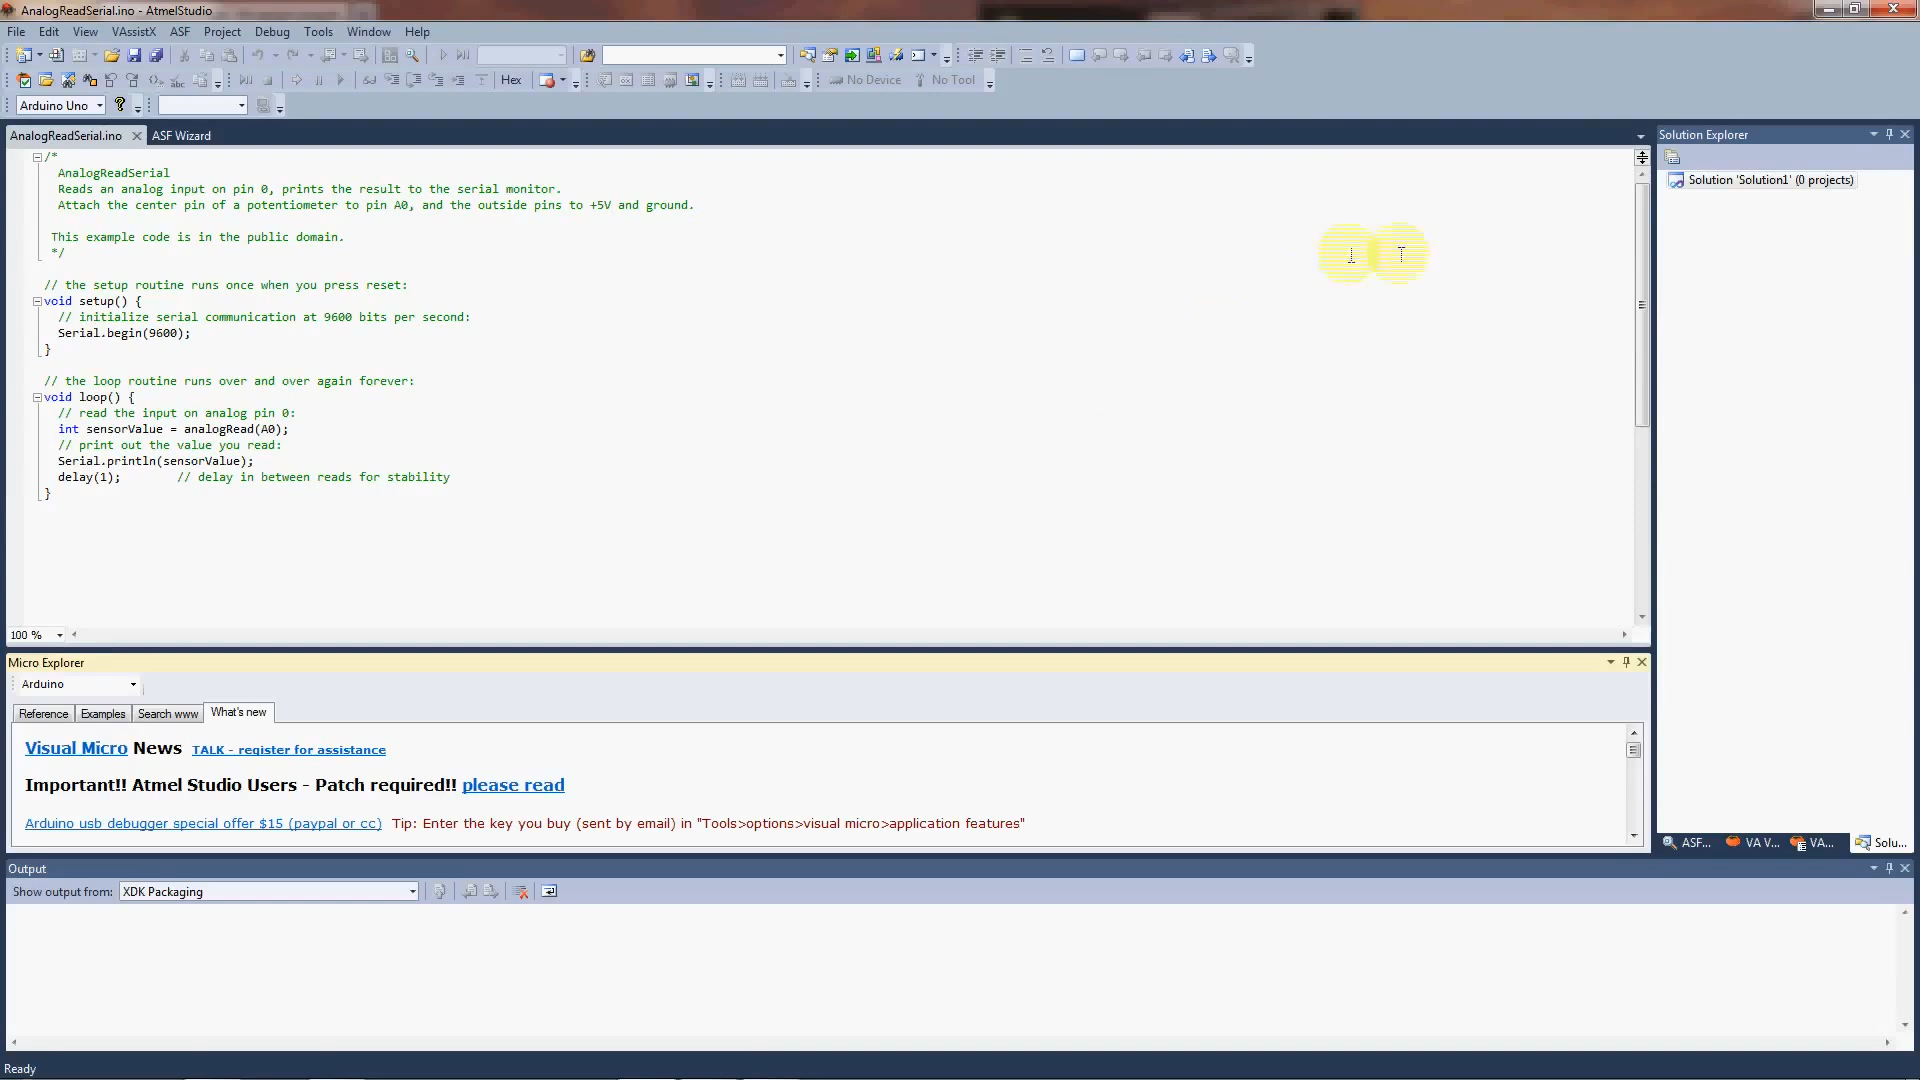 AnalogReadSerial.ino - AtmelStudio
File Edit View VAssistX ASF Project Debug Tools Window Help
Hex No Device No Tool
Arduino Uno
AnalogReadSerial.ino ASF Wizard
/*
AnalogReadSerial
Reads an analog input on pin 0, prints the result to the serial monitor.
Attach the center pin of a potentiometer to pin A0, and the outside pins to +5V and ground.
This example code is in the public domain.
*/
// the setup routine runs once when you press reset:
void setup() {
// initialize serial communication at 9600 bits per second:
Serial.begin(9600);
}
// the loop routine runs over and over again forever:
void loop() {
// read the input on analog pin 0:
int sensorValue = analogRead(A0);
// print out the value you read:
Serial.println(sensorValue);
delay(1);        // delay in between reads for stability
}
100 %
Solution Explorer
Solution 'Solution1' (0 projects)
ASF... VA V... VA... Solu...
Micro Explorer
Arduino
Reference Examples Search www What's new
Visual Micro News TALK - register for assistance
Important!! Atmel Studio Users - Patch required!! please read
Arduino usb debugger special offer $15 (paypal or cc) Tip: Enter the key you buy (sent by email) in "Tools>options>visual micro>application features"
Output
Show output from: XDK Packaging
Ready